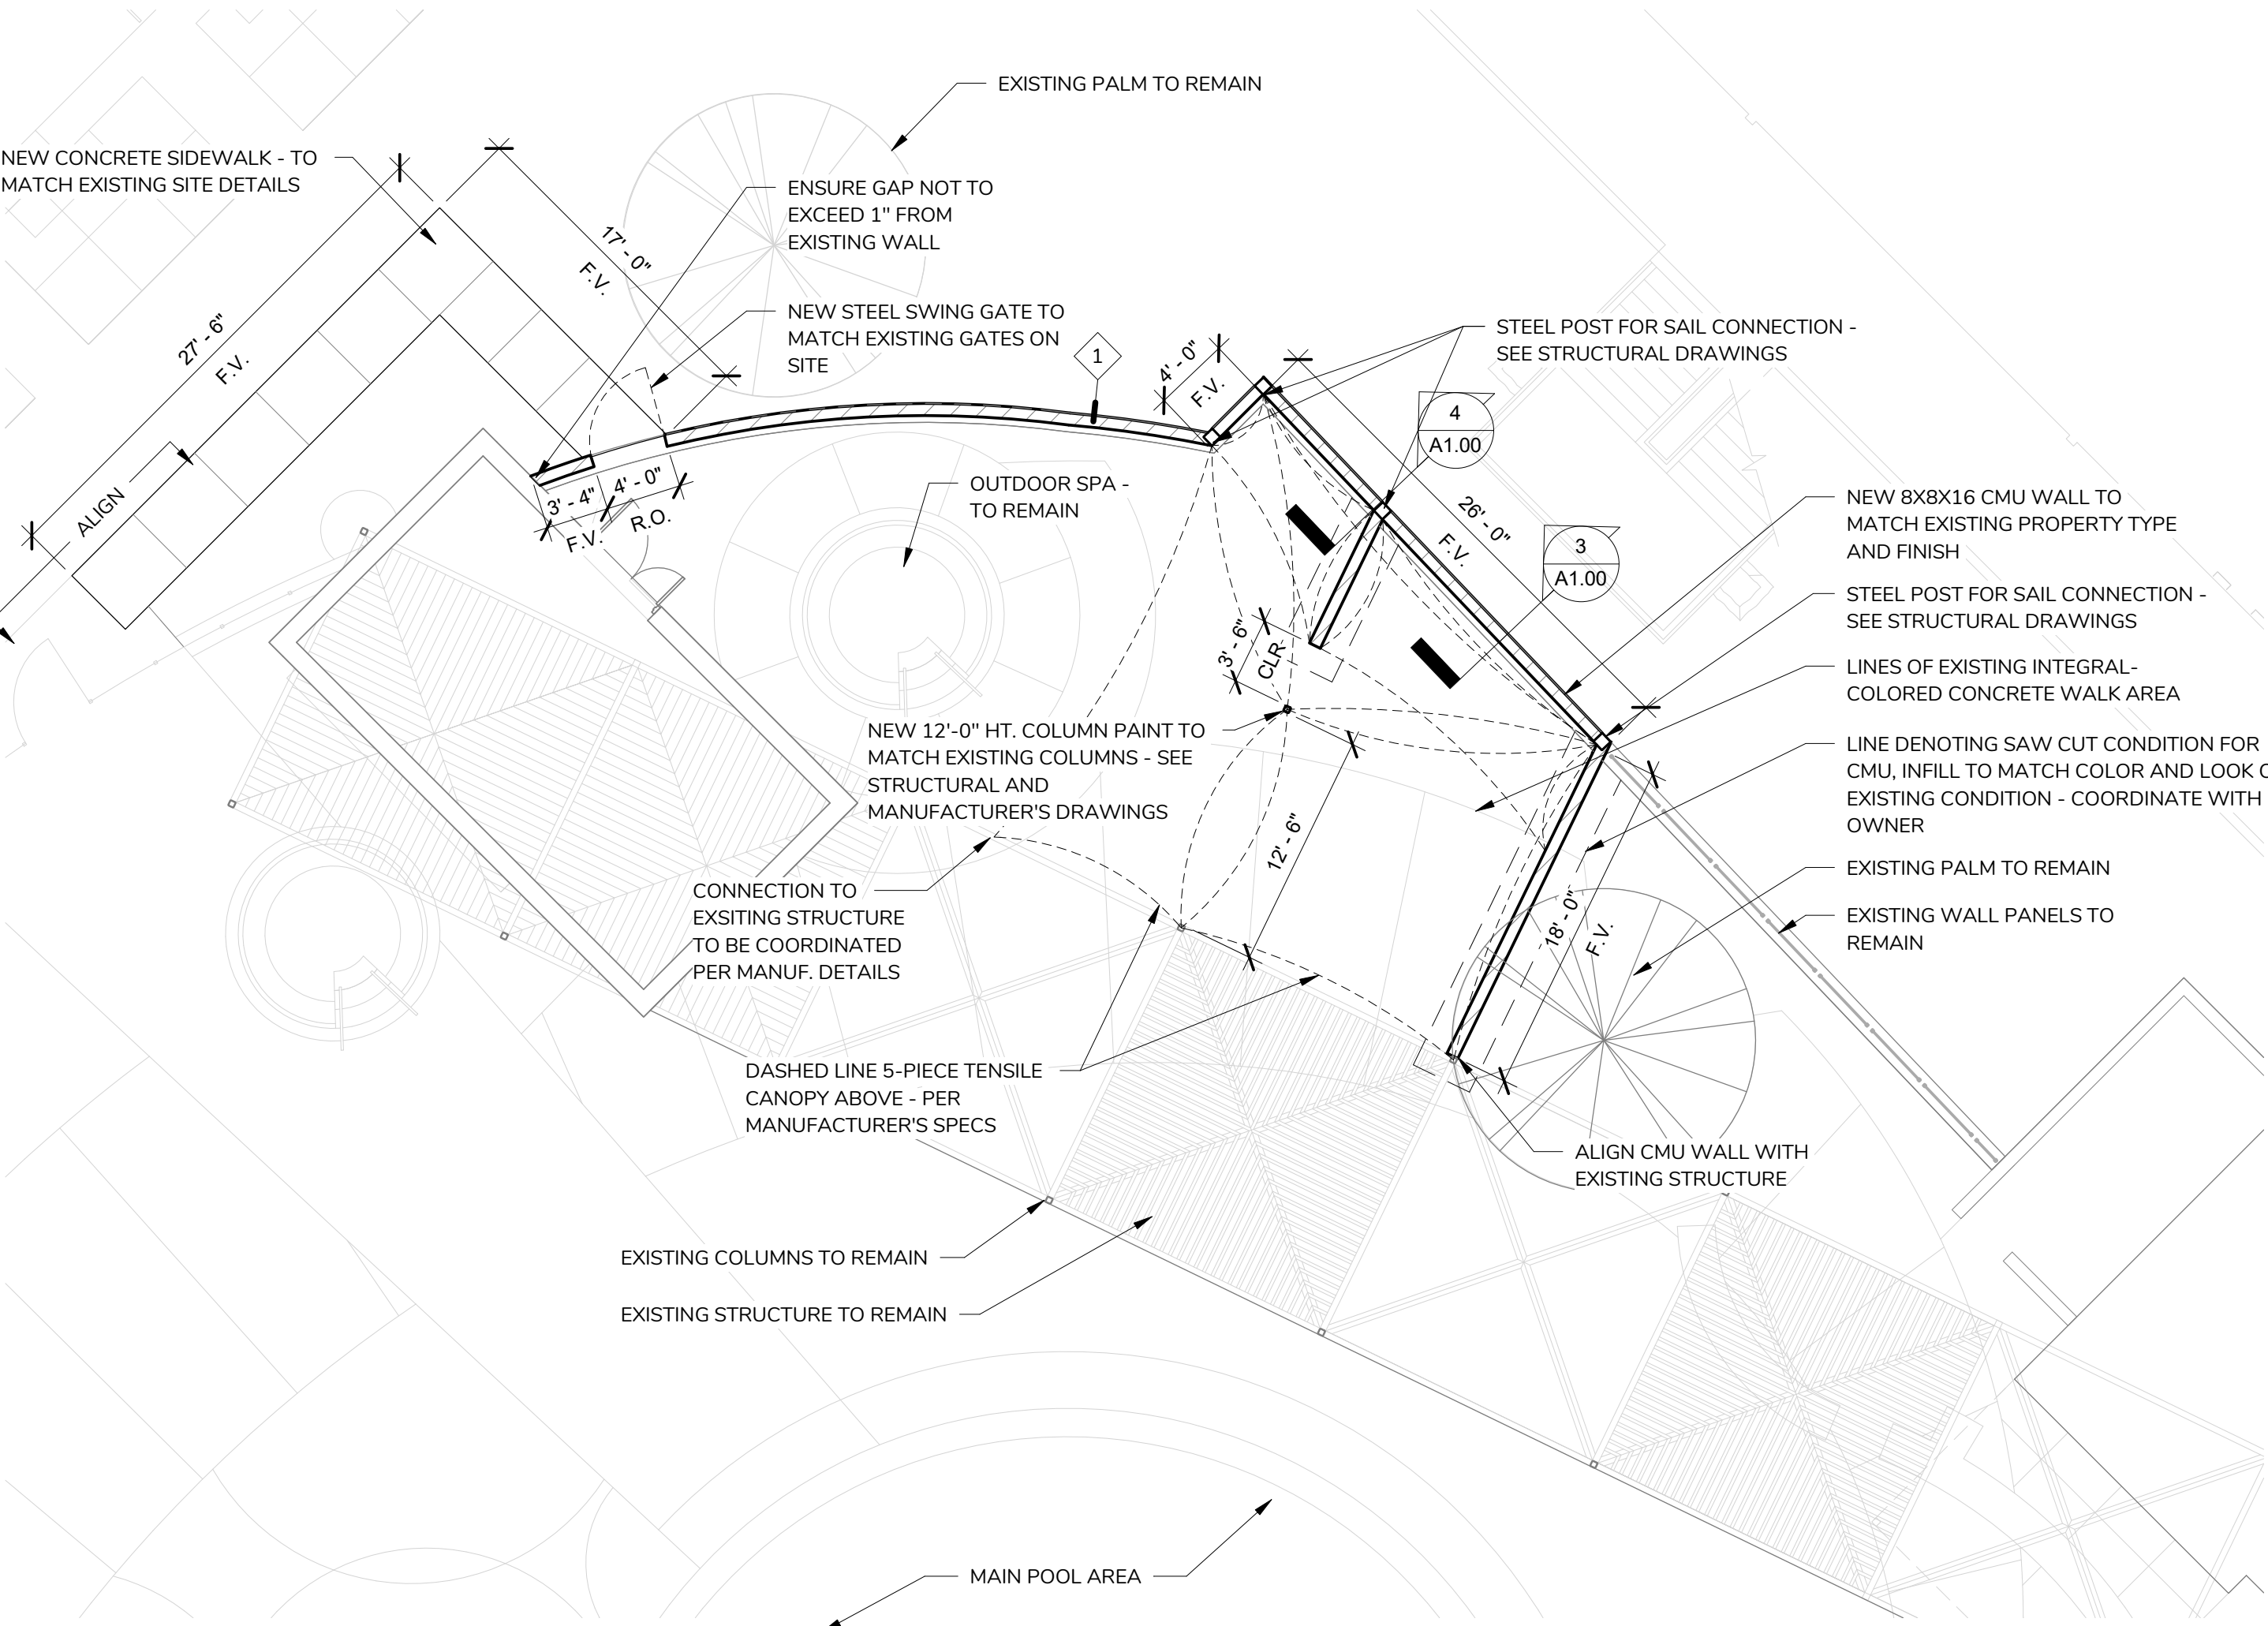 EXISTING PALM TO REMAIN
NEW CONCRETE SIDEWALK - TO
MATCH EXISTING SITE DETAILS
ENSURE GAP NOT TO
EXCEED 1" FROM
EXISTING WALL
17' - 0"
F.V.
27' - 6"
F.V.
NEW STEEL SWING GATE TO
MATCH EXISTING GATES ON
SITE
1
4' - 0"
F.V.
STEEL POST FOR SAIL CONNECTION -
SEE STRUCTURAL DRAWINGS
4
A1.00
ALIGN
3' - 4"
F.V.
4' - 0"
R.O.
OUTDOOR SPA -
TO REMAIN
26' - 0"
F.V.
3
A1.00
NEW 8X8X16 CMU WALL TO
MATCH EXISTING PROPERTY TYPE
AND FINISH
STEEL POST FOR SAIL CONNECTION -
SEE STRUCTURAL DRAWINGS
3' - 6"
CLR
LINES OF EXISTING INTEGRAL-
COLORED CONCRETE WALK AREA
NEW 12'-0" HT. COLUMN PAINT TO
MATCH EXISTING COLUMNS - SEE
STRUCTURAL AND
MANUFACTURER'S DRAWINGS
LINE DENOTING SAW CUT CONDITION FOR
CMU, INFILL TO MATCH COLOR AND LOOK
EXISTING CONDITION - COORDINATE WITH
OWNER
12' - 6"
EXISTING PALM TO REMAIN
CONNECTION TO
EXSITING STRUCTURE
TO BE COORDINATED
PER MANUF. DETAILS
18' - 0"
F.V.
EXISTING WALL PANELS TO
REMAIN
DASHED LINE 5-PIECE TENSILE
CANOPY ABOVE - PER
MANUFACTURER'S SPECS
ALIGN CMU WALL WITH
EXISTING STRUCTURE
EXISTING COLUMNS TO REMAIN
EXISTING STRUCTURE TO REMAIN
MAIN POOL AREA